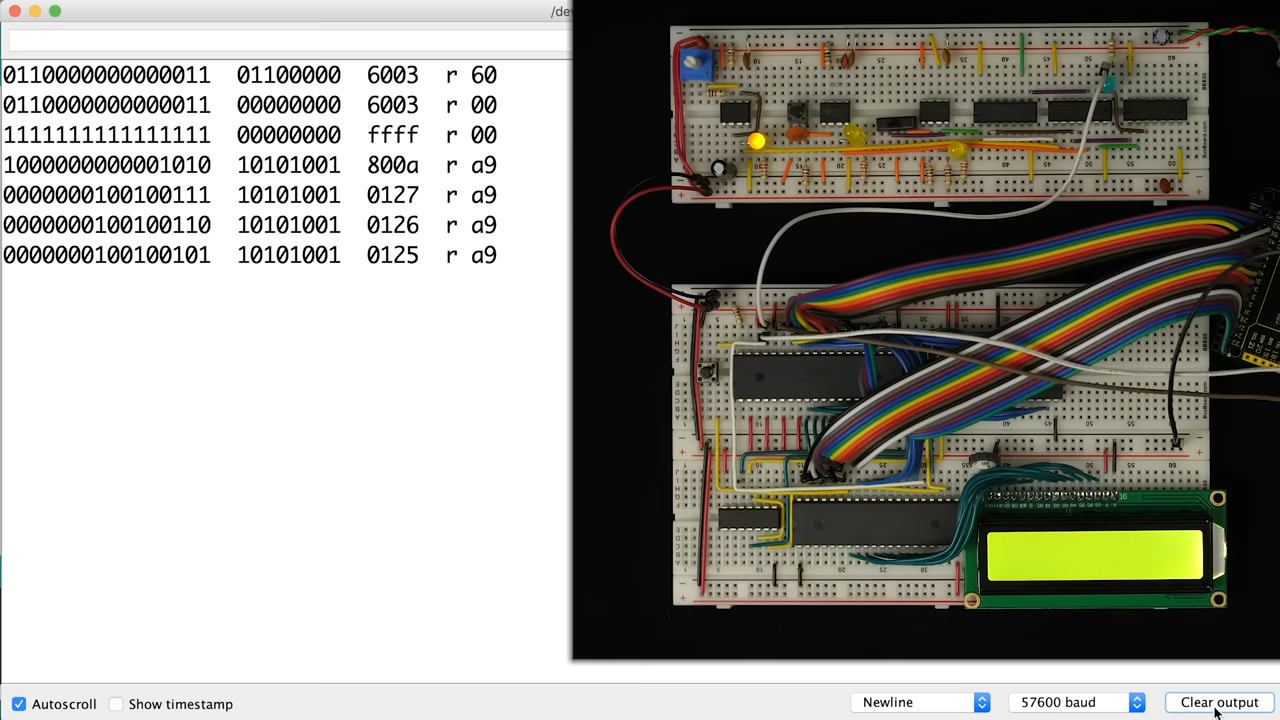 /dev
0110000000000011 01100000 6003 r 60
0110000000000011 00000000 6003 r 00
1111111111111111 00000000 ffff r 00
1000000000001010 10101001 800a r a9
0000000100100111 10101001 0127 r a9
0000000100100110 10101001 0126 r a9
0000000100100101 10101001 0125 r a9
Autoscroll
Show timestamp
Newline
57600 baud
Clear output